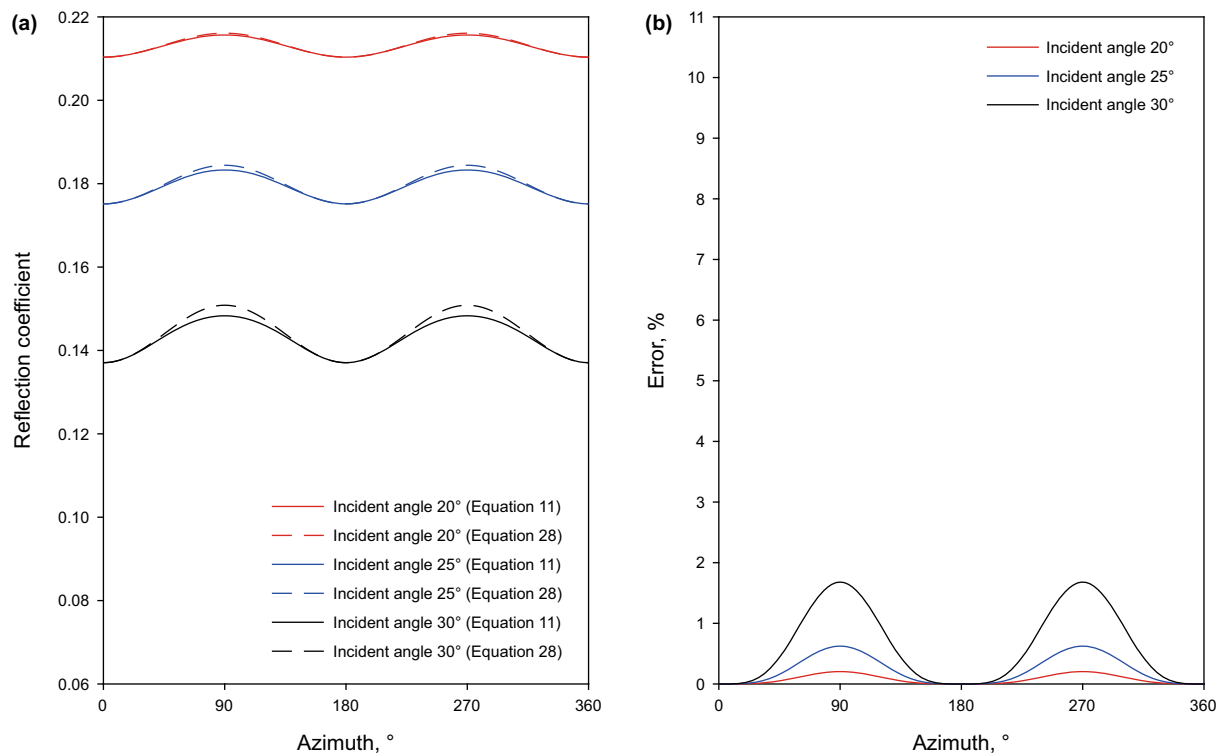 (a)
0.22
0.20
0.18
0.16
0.14
0.12
0.10
0.08
0.06
Reflection coefficient
0
90
180
270
360
Azimuth, °
Incident angle 20° (Equation 11)
Incident angle 20° (Equation 28)
Incident angle 25° (Equation 11)
Incident angle 25° (Equation 28)
Incident angle 30° (Equation 11)
Incident angle 30° (Equation 28)
(b)
11
10
9
8
7
6
5
4
3
2
1
0
Error, %
0
90
180
270
360
Azimuth, °
Incident angle 20°
Incident angle 25°
Incident angle 30°